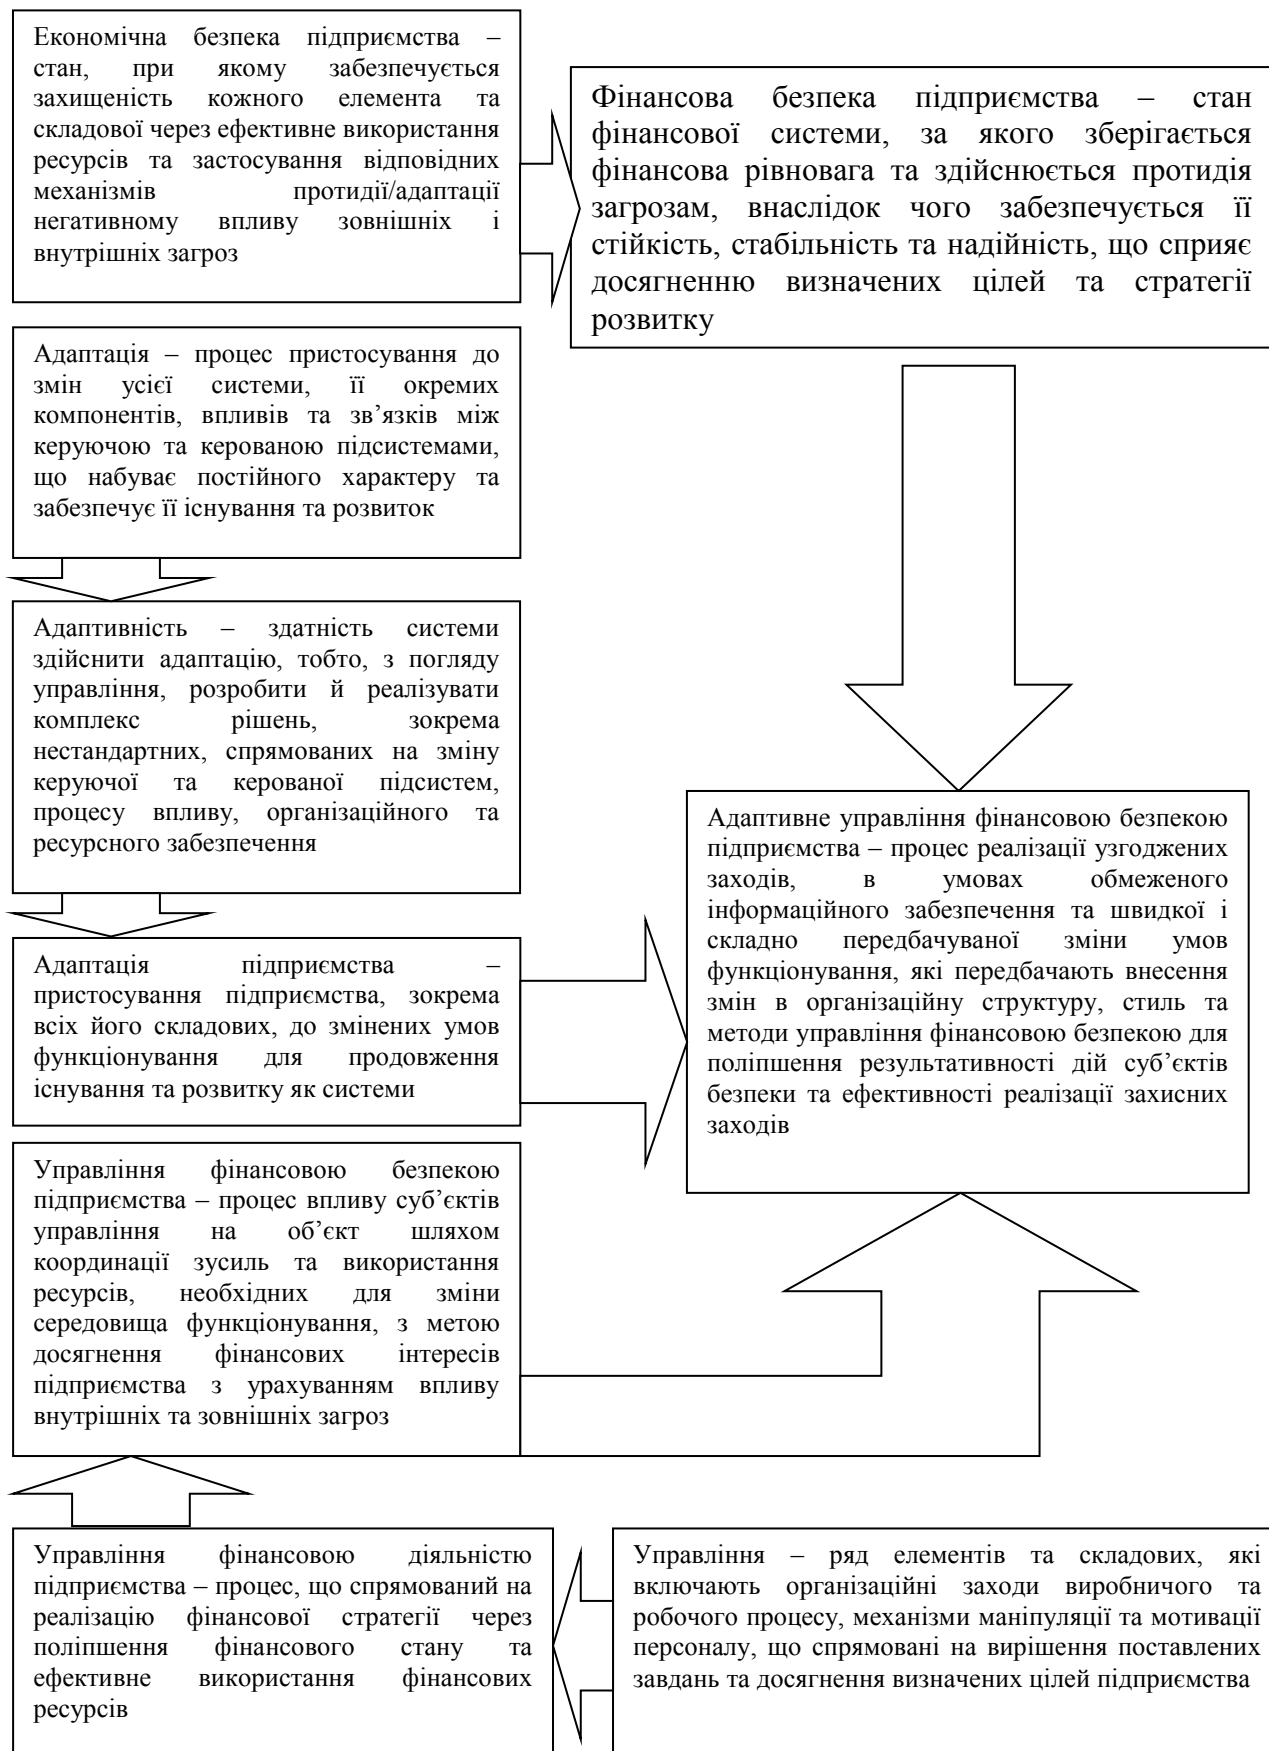 Економічна безпека підприємства –
стан, при якому забезпечується
захищеність кожного елемента та
складової через ефективне використання
ресурсів та застосування відповідних
механізмів протидії/адаптації
негативному впливу зовнішніх і
внутрішніх загроз
Фінансова безпека підприємства – стан
фінансової системи, за якого зберігається
фінансова рівновага та здійснюється протидія
загрозам, внаслідок чого забезпечується її
стійкість, стабільність та надійність, що сприяє
досягненню визначених цілей та стратегії
розвитку
Адаптація – процес пристосування до
змін усієї системи, її окремих
компонентів, впливів та зв’язків між
керуючою та керованою підсистемами,
що набуває постійного характеру та
забезпечує її існування та розвиток
Адаптивність – здатність системи
здійснити адаптацію, тобто, з погляду
управління, розробити й реалізувати
комплекс рішень, зокрема
нестандартних, спрямованих на зміну
керуючої та керованої підсистем,
процесу впливу, організаційного та
ресурсного забезпечення
Адаптація підприємства –
пристосування підприємства, зокрема
всіх його складових, до змінених умов
функціонування для продовження
існування та розвитку як системи
Адаптивне управління фінансовою безпекою
підприємства – процес реалізації узгоджених
заходів, в умовах обмеженого
інформаційного забезпечення та швидкої і
складно передбачуваної зміни умов
функціонування, які передбачають внесення
змін в організаційну структуру, стиль та
методи управління фінансовою безпекою для
поліпшення результативності дій суб’єктів
безпеки та ефективності реалізації захисних
заходів
Управління фінансовою безпекою
підприємства – процес впливу суб’єктів
управління на об’єкт шляхом
координації зусиль та використання
ресурсів, необхідних для зміни
середовища функціонування, з метою
досягнення фінансових інтересів
підприємства з урахуванням впливу
внутрішніх та зовнішніх загроз
Управління фінансовою діяльністю
підприємства – процес, що спрямований на
реалізацію фінансової стратегії через
поліпшення фінансового стану та
ефективне використання фінансових
ресурсів
Управління – ряд елементів та складових, які
включають організаційні заходи виробничого та
робочого процесу, механізми маніпуляції та мотивації
персоналу, що спрямовані на вирішення поставлених
завдань та досягнення визначених цілей підприємства